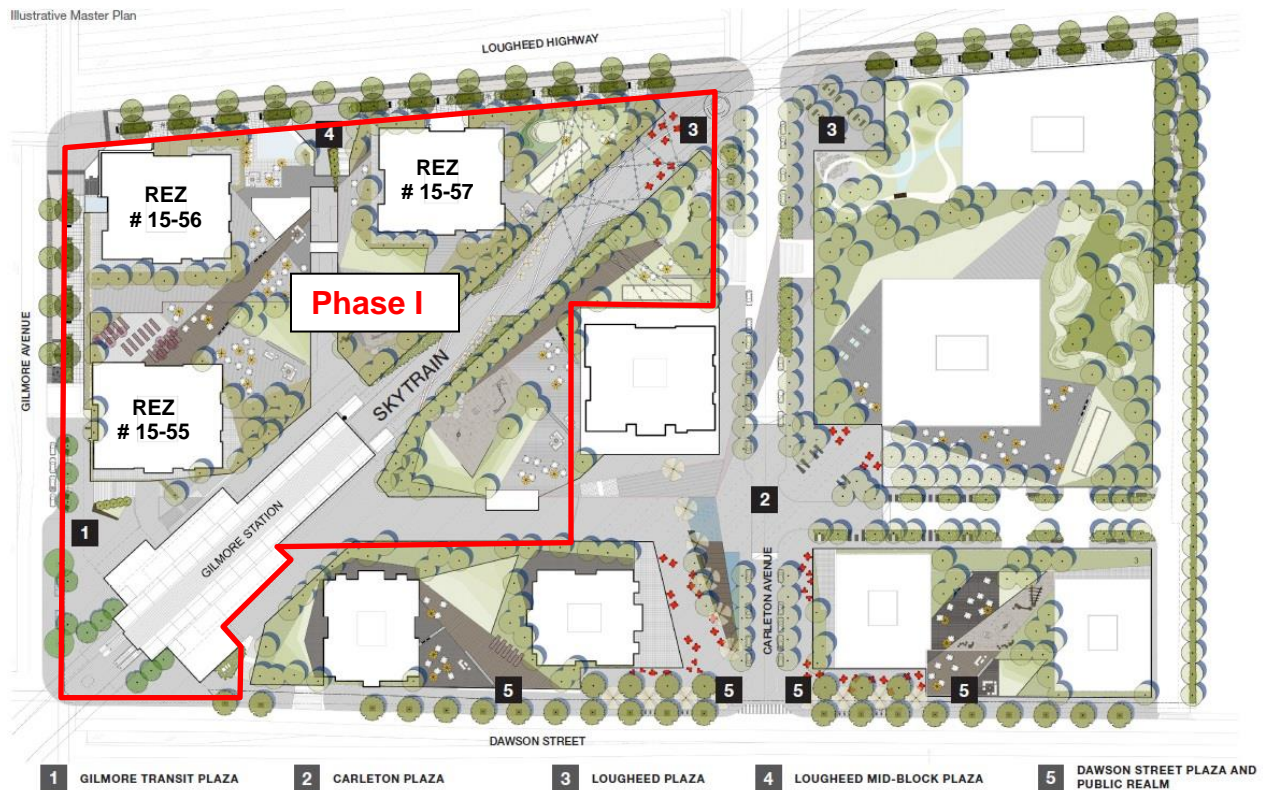 Illustrative Master Plan
LOUGHEED HIGHWAY
4
3
3
REZ
# 15-56
REZ
# 15-57
Phase I
GILMORE AVENUE
SKYTRAIN
REZ
# 15-55
GILMORE STATION
1
2
CARLETON AVENUE
5
5
5
5
DAWSON STREET
1 GILMORE TRANSIT PLAZA
2 CARLETON PLAZA
3 LOUGHEED PLAZA
4 LOUGHEED MID-BLOCK PLAZA
5 DAWSON STREET PLAZA AND
PUBLIC REALM